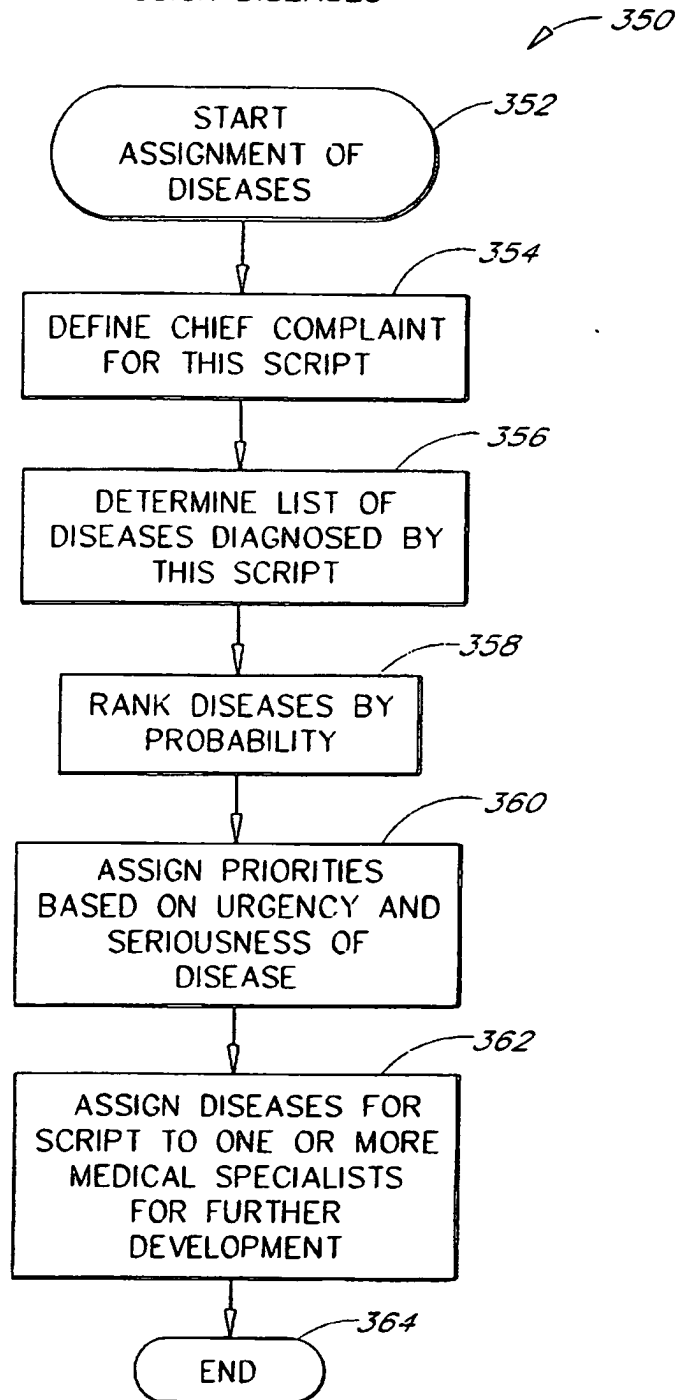 DISEASES
350
START
ASSIGNMENT OF
DISEASES
352
354
DEFINE CHIEF COMPLAINT
FOR THIS SCRIPT
356
DETERMINE LIST OF
DISEASES DIAGNOSED BY
THIS SCRIPT
358
RANK DISEASES BY
PROBABILITY
360
ASSIGN PRIORITIES
BASED ON URGENCY AND
SERIOUSNESS OF
DISEASE
362
ASSIGN DISEASES FOR
SCRIPT TO ONE OR MORE
MEDICAL SPECIALISTS
FOR FURTHER
DEVELOPMENT
364
END